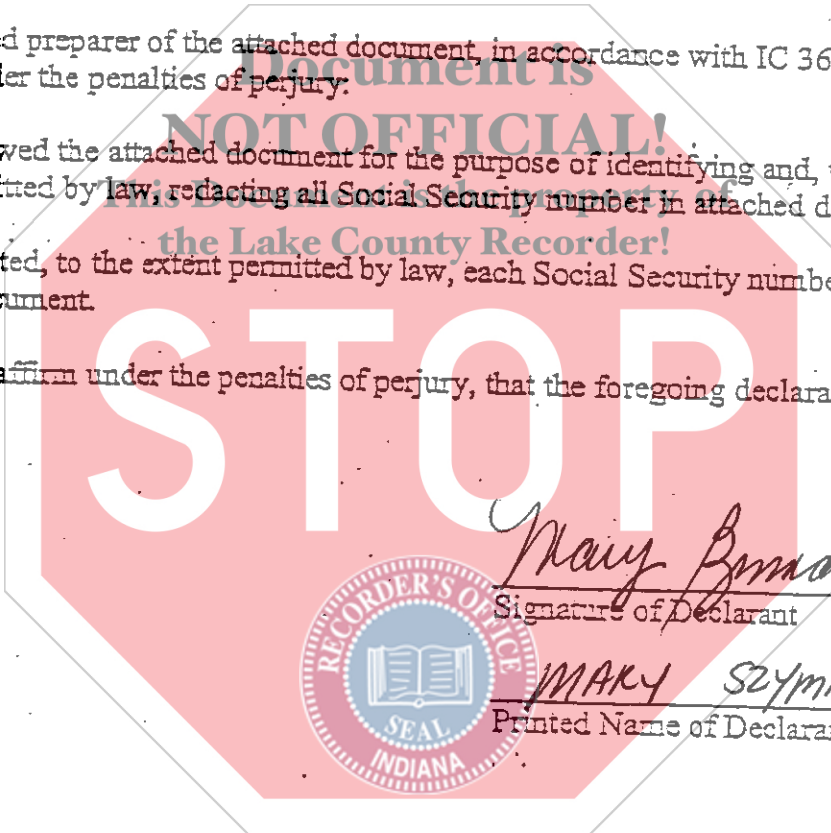 ed preparer of the attached document, in accordance with IC 36
Document is
ler the penalties of perjury:
NOT OFFICIAL!
wed the attached document for the purpose of identifying and,
itted by law, redacting all Social Security number in attached d
This Document is the property of
the Lake County Recorder!
ted, to the extent permitted by law, each Social Security numbe
cument.
STOP
affirm under the penalties of perjury, that the foregoing declara
Mary
Signature of Declarant
MARY SZYM
Printed Name of Declara
RECORDER'S OFFICE
SEAL
INDIANA